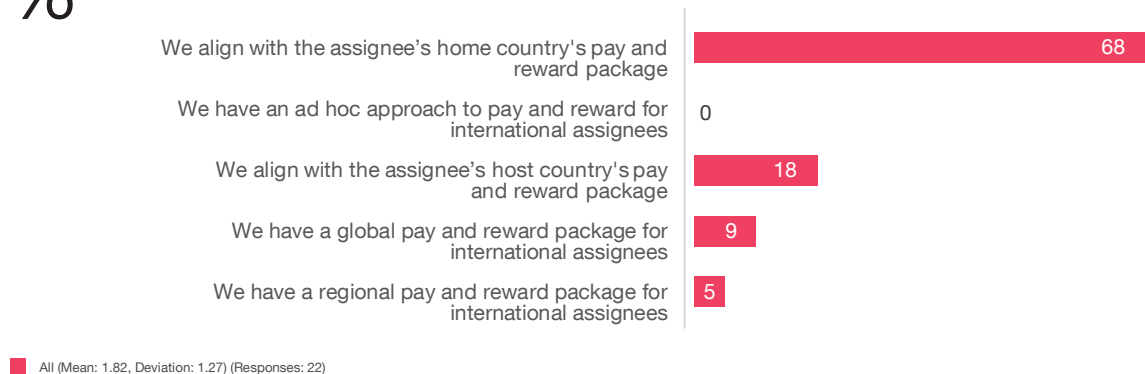 %
We align with the assignee’s home country's pay and
reward package
68
We have an ad hoc approach to pay and reward for
international assignees
0
We align with the assignee’s host country's pay
and reward package
18
We have a global pay and reward package for
international assignees
9
We have a regional pay and reward package for
international assignees
5
All (Mean: 1.82, Deviation: 1.27) (Responses: 22)